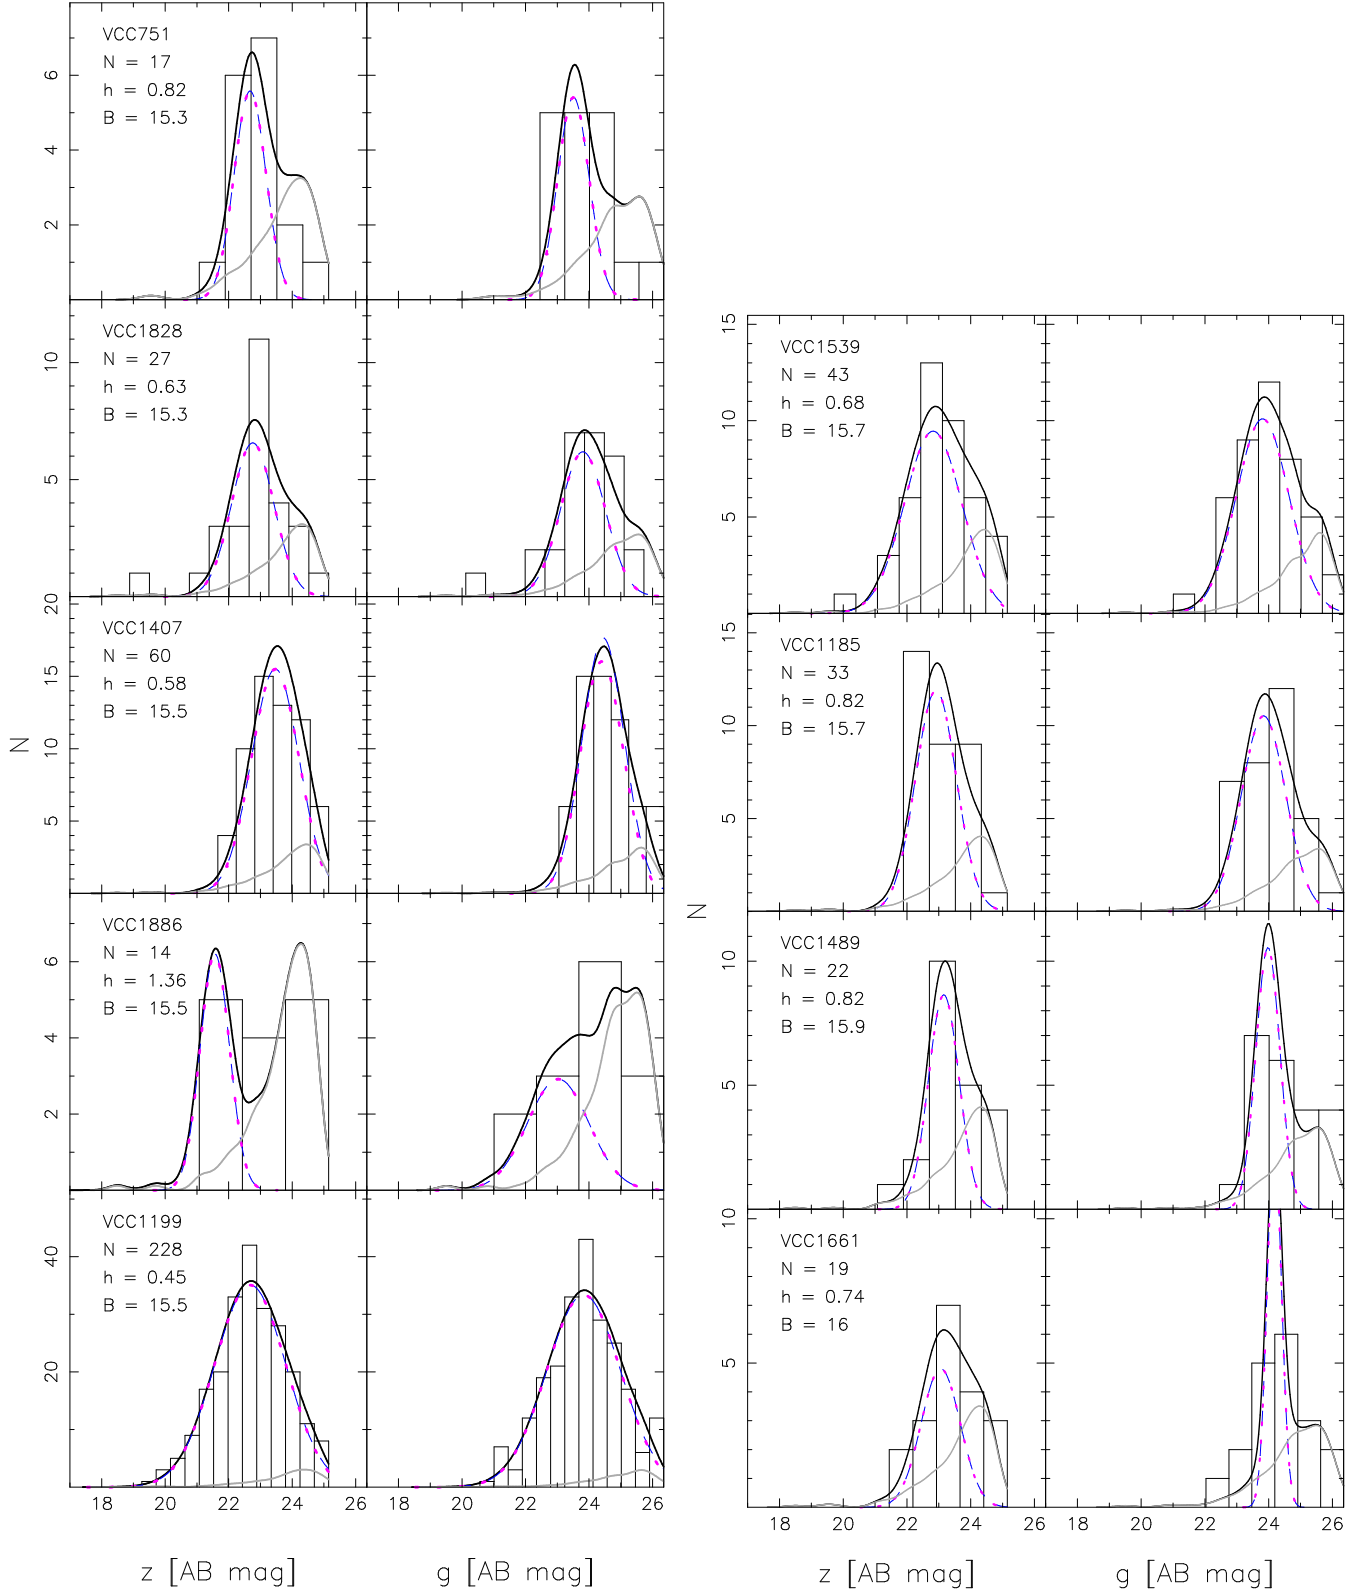 VCC751
N = 17
h = 0.82
B = 15.3
2 4 6
VCC1828
N = 27
h = 0.63
B = 15.3
0 5 10
VCC1407
N = 60
h = 0.58
B = 15.5
5 10 15 20
VCC1886
N = 14
h = 1.36
B = 15.5
2 4 6
VCC1199
N = 228
h = 0.45
B = 15.5
20 40
N
18 20 22 24 26 18 20 22 24 26
z [AB mag] g [AB mag]
VCC1539
N = 43
h = 0.68
B = 15.7
5 10 15
VCC1185
N = 33
h = 0.82
B = 15.7
5 10 15
VCC1489
N = 22
h = 0.82
B = 15.9
5 10
VCC1661
N = 19
h = 0.74
B = 16
5 10 10
N
18 20 22 24 26 18 20 22 24 26
z [AB mag] g [AB mag]